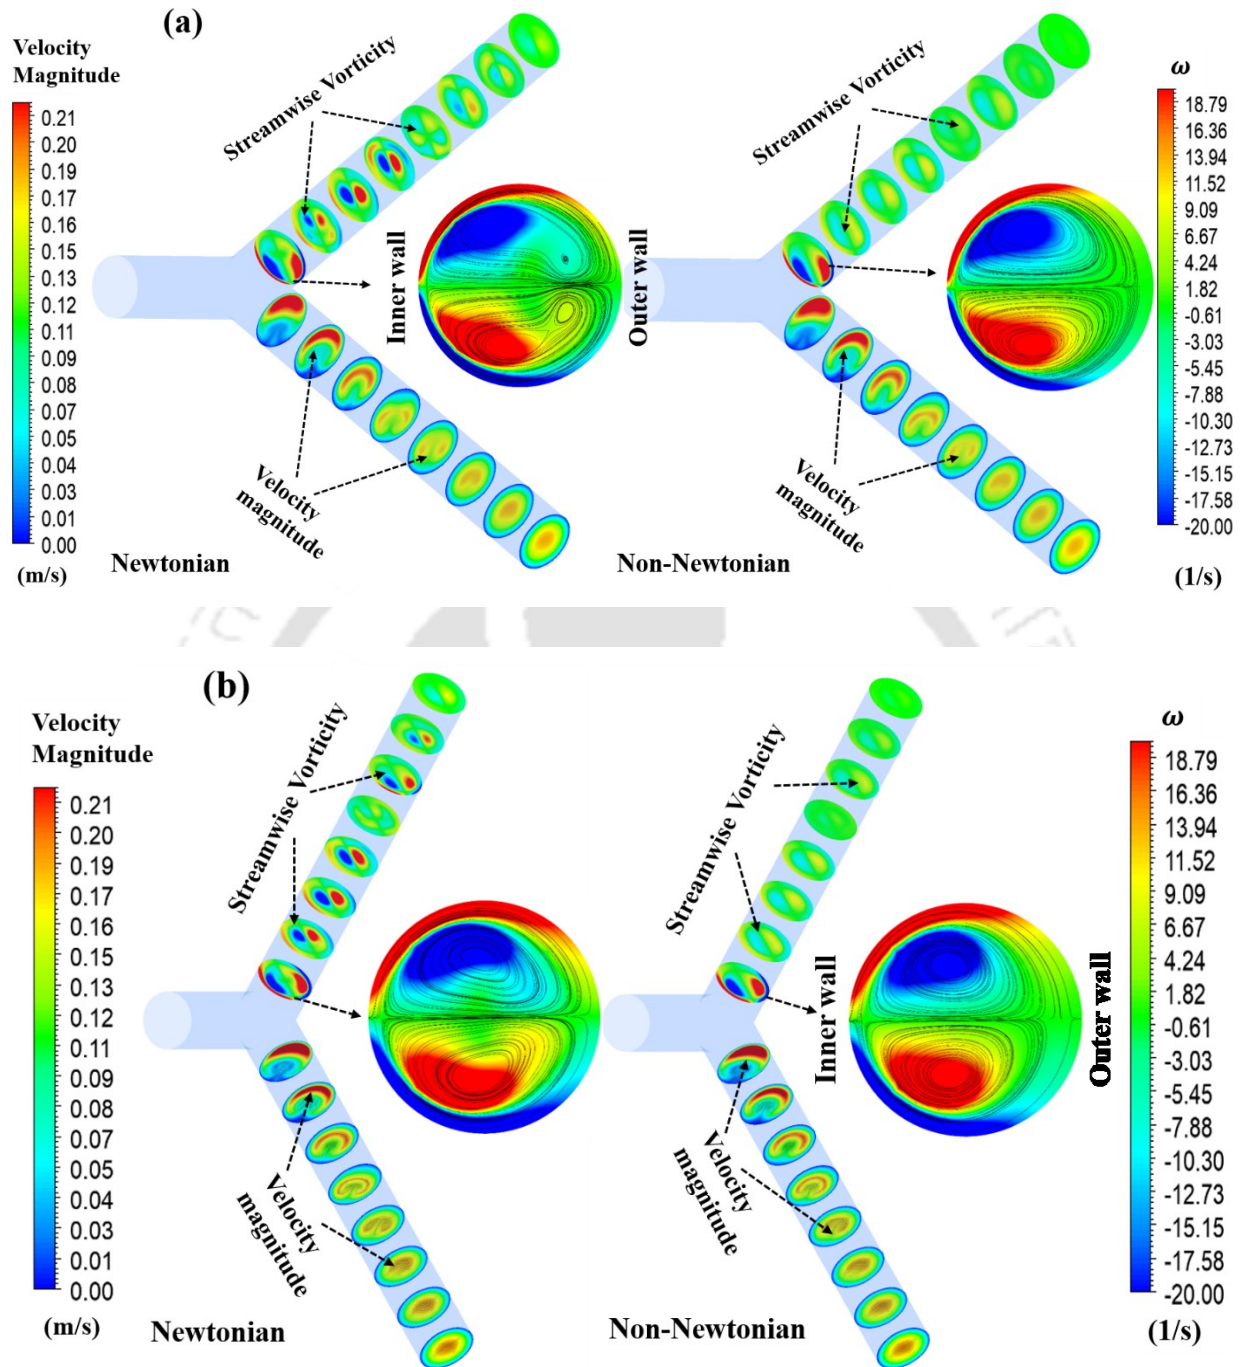 (a)
Velocity
Magnitude
0.21
0.20
0.19
0.17
0.16
0.15
0.13
0.12
0.11
0.09
0.08
0.07
0.05
0.04
0.03
0.01
0.00
(m/s)
Streamwise Vorticity
Inner wall
Outer wall
Velocity
magnitude
Newtonian
Streamwise Vorticity
Velocity
magnitude
Non-Newtonian
ω
18.79
16.36
13.94
11.52
9.09
6.67
4.24
1.82
-0.61
-3.03
-5.45
-7.88
-10.30
-12.73
-15.15
-17.58
-20.00
(1/s)
(b)
Velocity
Magnitude
0.21
0.20
0.19
0.17
0.16
0.15
0.13
0.12
0.11
0.09
0.08
0.07
0.05
0.04
0.03
0.01
0.00
(m/s)
Streamwise Vorticity
Velocity
magnitude
Newtonian
Streamwise Vorticity
Inner wall
Outer wall
Velocity
magnitude
Non-Newtonian
ω
18.79
16.36
13.94
11.52
9.09
6.67
4.24
1.82
-0.61
-3.03
-5.45
-7.88
-10.30
-12.73
-15.15
-17.58
-20.00
(1/s)